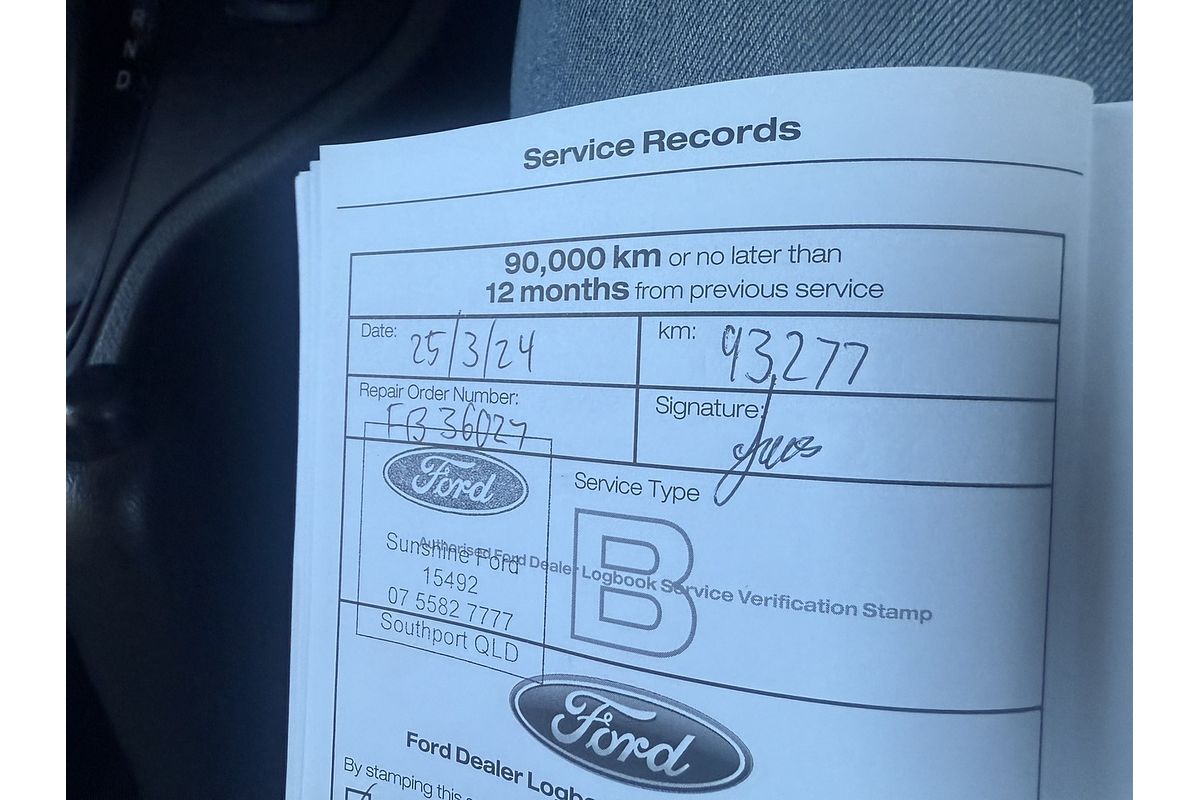 R
N
D
Service Records
90,000 km or no later than
12 months from previous service
Date: 25/3/24
km: 93,277
Repair Order Number:
FB36027
Signature:
Ford
Service Type
B
Authorised Ford Dealer Logbook Service Verification Stamp
Sunshine Ford
15492
07 5582 7777
Southport QLD
Ford
Ford Dealer
By stamping this